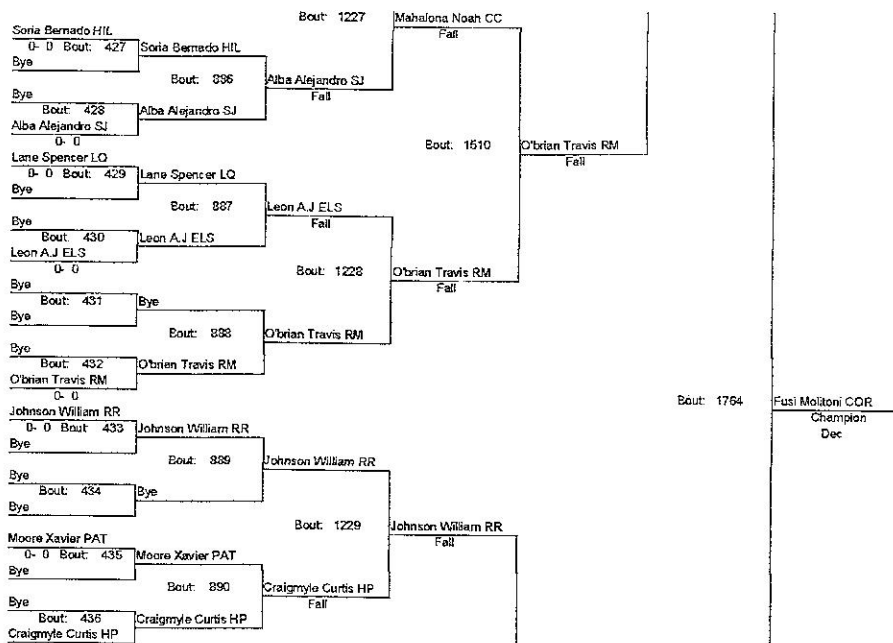 Bout: 1227 Mahalona Noah CC
Fall
Soria Bernado HIL
0- 0 Bout: 427 Soria Bernado HIL
Bye
Bout: 886 Alba Alejandro SJ
Fall
Bye
Bout: 428 Alba Alejandro SJ
Alba Alejandro SJ
0- 0
Bout: 1510 O'brian Travis RM
Fall
Lane Spencer LQ
0- 0 Bout: 429 Lane Spencer LQ
Bye
Bout: 887 Leon A.J ELS
Fall
Bye
Bout: 430 Leon A.J ELS
Leon A.J ELS
0- 0
Bout: 1228 O'brian Travis RM
Fall
Bye
Bout: 431 Bye
Bye
Bout: 888 O'brian Travis RM
Bye
Bout: 432 O'brian Travis RM
O'brian Travis RM
0- 0
Bout: 1764 Fusi Molitoni COR
Champion
Dec
Johnson William RR
0- 0 Bout: 433 Johnson William RR
Bye
Bout: 889 Johnson William RR
Bye
Bout: 434 Bye
Bye
Bout: 1229 Johnson William RR
Fall
Moore Xavier PAT
0- 0 Bout: 435 Moore Xavier PAT
Bye
Bout: 890 Craigmyle Curtis HP
Fall
Bye
Bout: 436 Craigmyle Curtis HP
Craigmyle Curtis HP